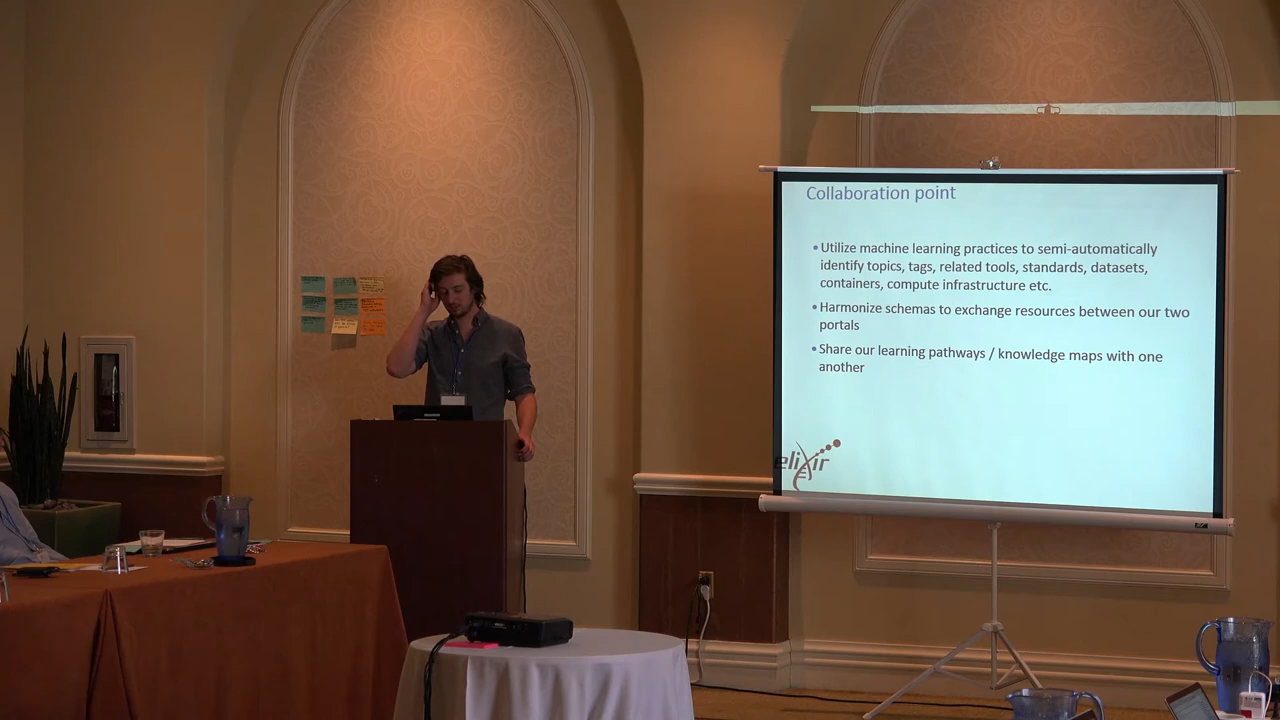 Collaboration point
•Utilize machine learning practices to semi-automatically
identify topics, tags, related tools, standards, datasets,
containers, compute infrastructure etc.
•Harmonize schemas to exchange resources between our two
portals
•Share our learning pathways / knowledge maps with one
another
elixir